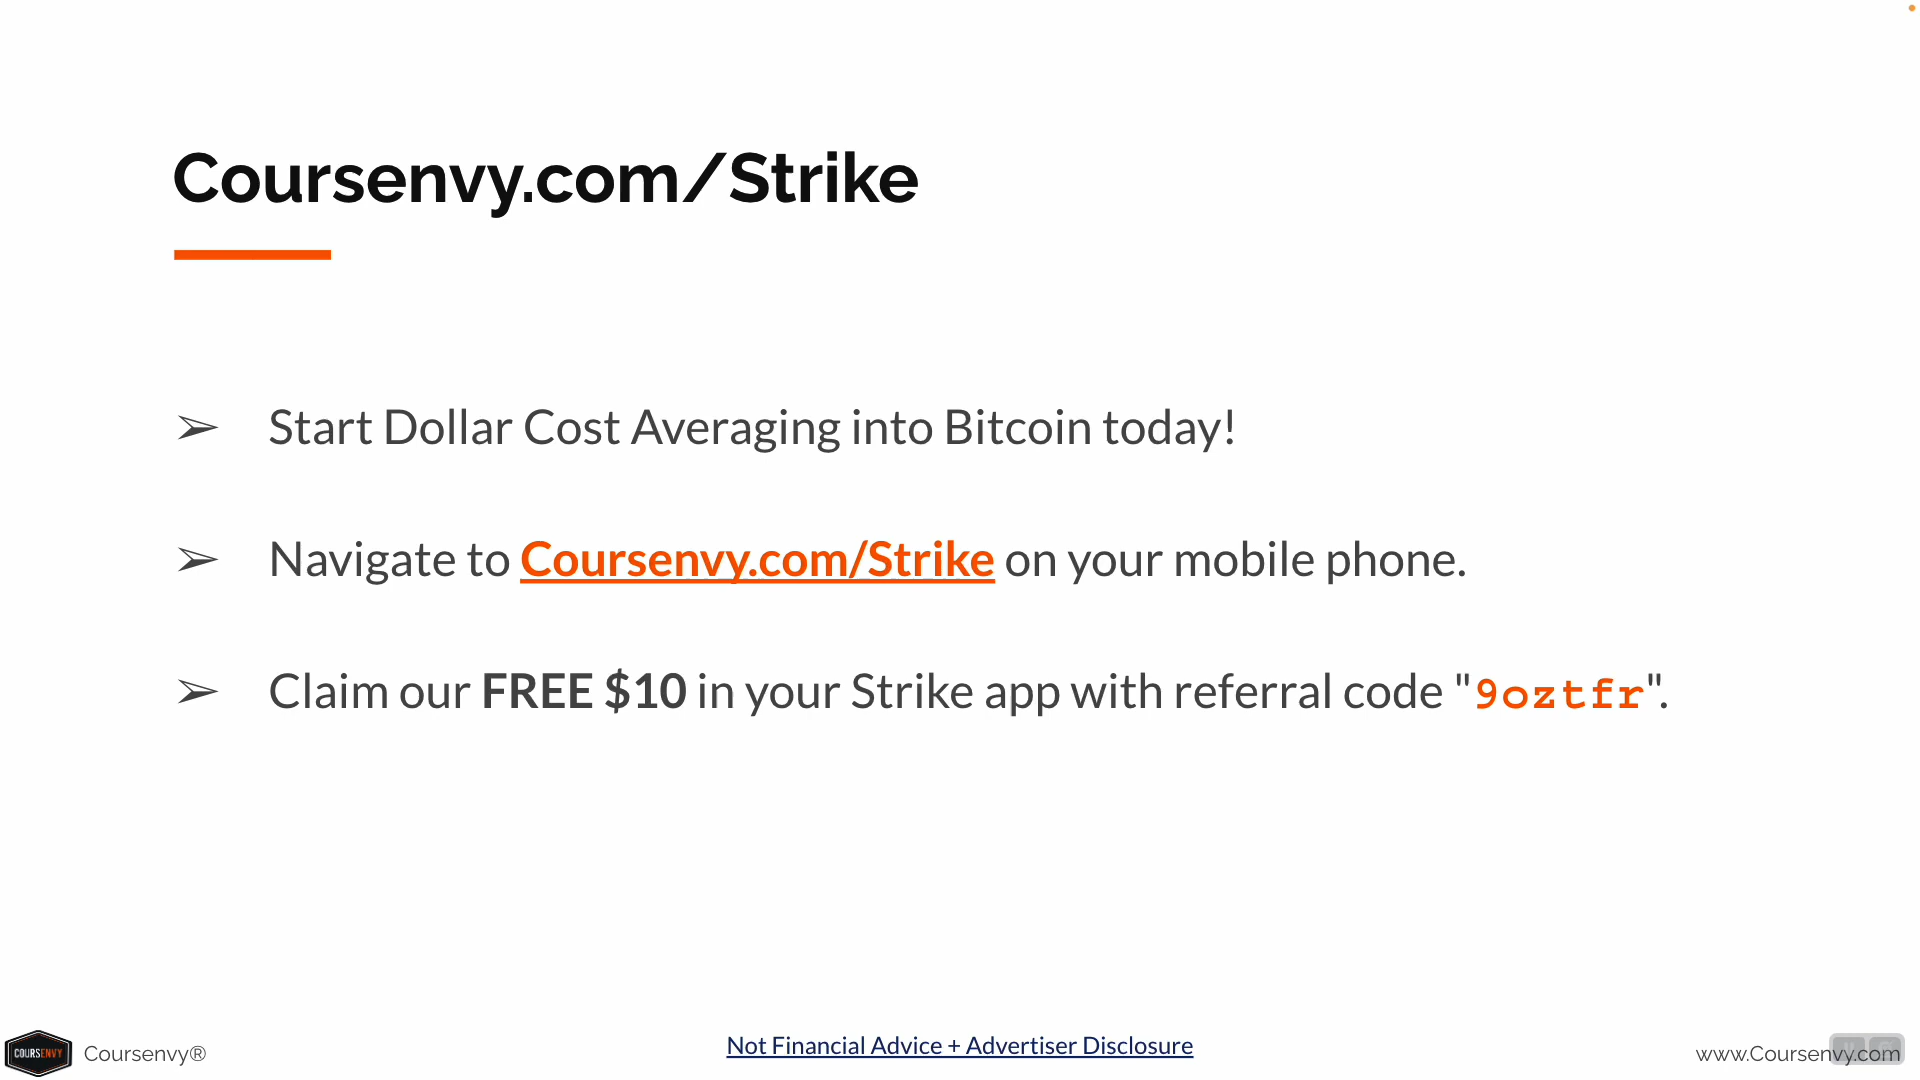 Coursenvy.com/Strike
➢ Start Dollar Cost Averaging into Bitcoin today!
➢ Navigate to Coursenvy.com/Strike on your mobile phone.
➢ Claim our FREE $10 in your Strike app with referral code "9oztfr".
COURSENVY
Coursenvy®
Not Financial Advice + Advertiser Disclosure
www.Coursenvy.com